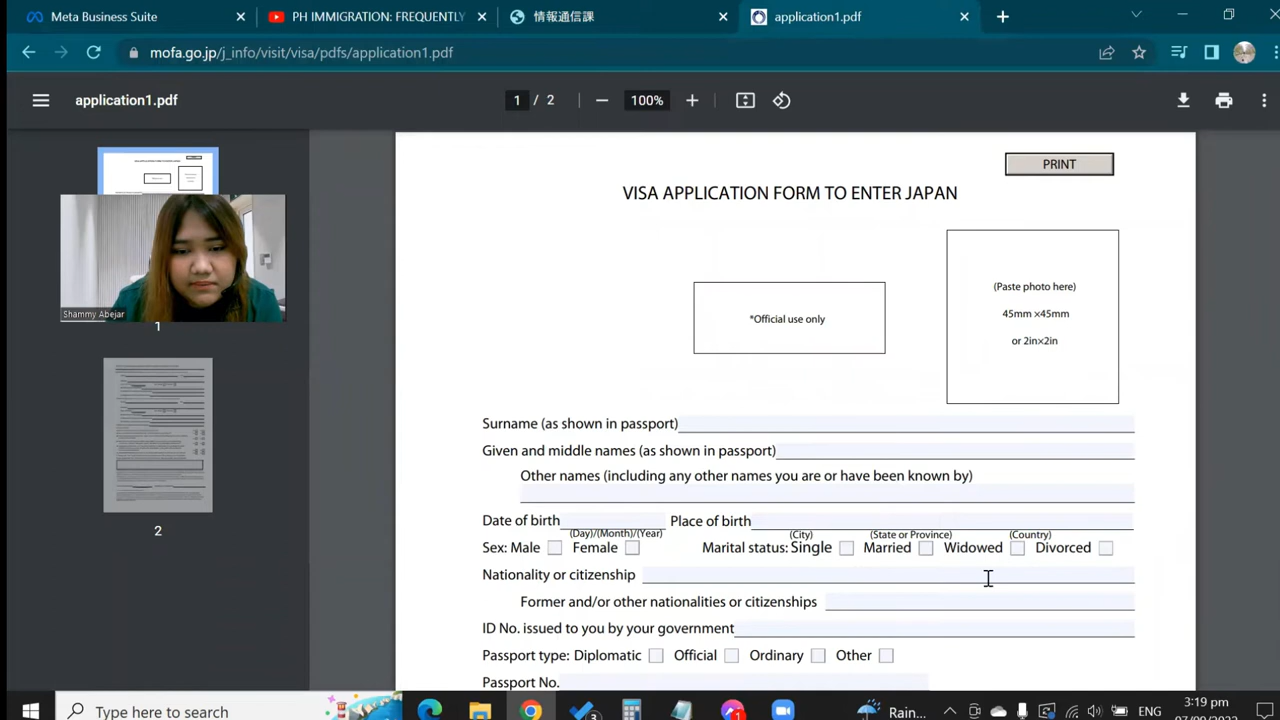 Meta Business Suite
PH IMMIGRATION: FREQUENTLY
情報通信課
application1.pdf
mofa.go.jp/j_info/visit/visa/pdfs/application1.pdf
application1.pdf
1 / 2
100%
PRINT
VISA APPLICATION FORM TO ENTER JAPAN
(Paste photo here)
45mm ×45mm
or 2in×2in
*Official use only
Shammy Abejar
1
2
Surname (as shown in passport)
Given and middle names (as shown in passport)
Other names (including any other names you are or have been known by)
Date of birth Place of birth
(Day)/(Month)/(Year) (City) (State or Province) (Country)
Sex: Male Female Marital status: Single Married Widowed Divorced
Nationality or citizenship
Former and/or other nationalities or citizenships
ID No. issued to you by your government
Passport type: Diplomatic Official Ordinary Other
Passport No.
Type here to search
3
1
Rain...
ENG
3:19 pm